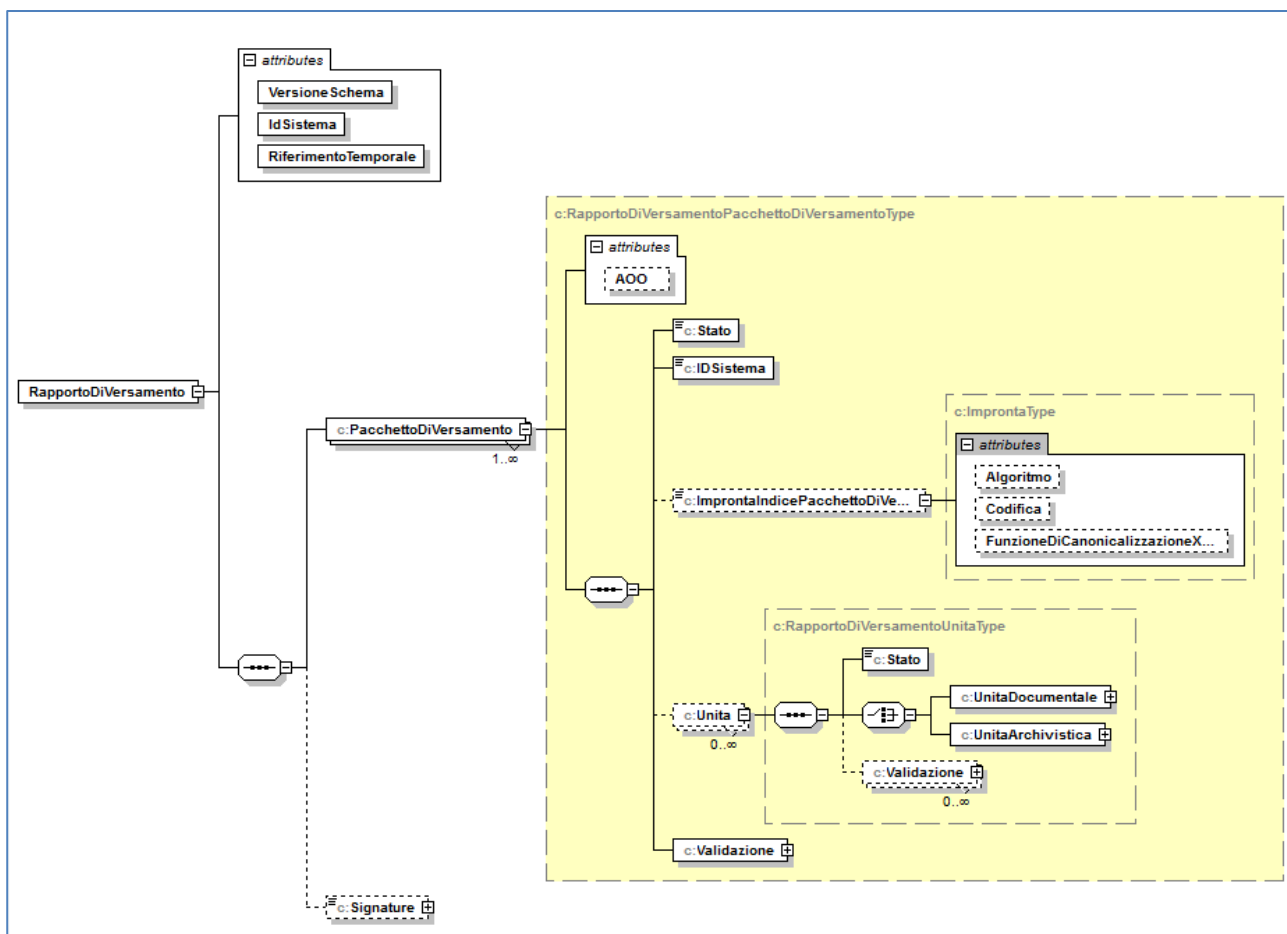 attributes
VersioneSchema
IdSistema
RiferimentoTemporale
RapportoDiVersamento
c:PacchettoDiVersamento
1..∞
c:RapportoDiVersamentoPacchettoDiVersamentoType
attributes
AOO
c:Stato
c:IDSistema
c:ImprontaIndicePacchettoDiVe...
c:ImprontaType
attributes
Algoritmo
Codifica
FunzioneDiCanonicalizzazioneX...
c:Unita
0..∞
c:RapportoDiVersamentoUnitaType
c:Stato
c:UnitaDocumentale
c:UnitaArchivistica
c:Validazione
0..∞
c:Validazione
c:Signature